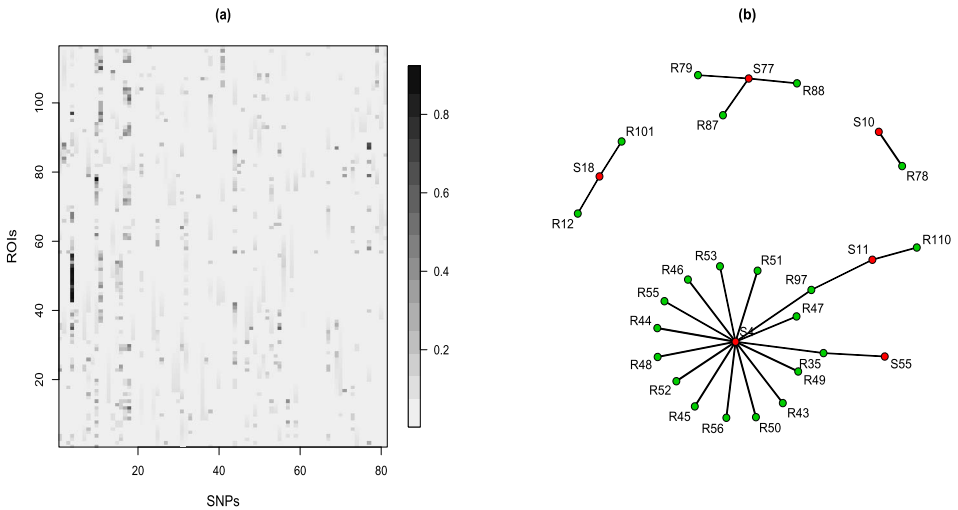 (a)
ROIs
100
80
60
40
20
20
40
60
80
SNPs
0.8
0.6
0.4
0.2
(b)
R79
S77
R88
R87
R101
S18
R12
S10
R78
S11
R110
R97
R53
R51
R46
R55
R47
R44
S4
R48
R35
S55
R49
R52
R45
R43
R56
R50